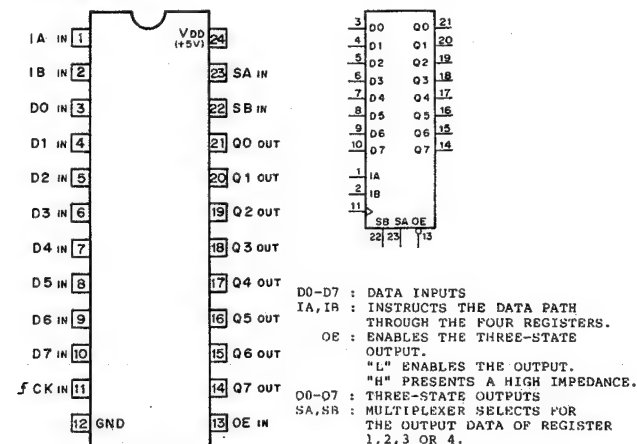 IA IN 1
VDD (+5V) 24
IB IN 2
23 SA IN
D0 IN 3
22 SB IN
D1 IN 4
21 Q0 OUT
D2 IN 5
20 Q1 OUT
D3 IN 6
19 Q2 OUT
D4 IN 7
18 Q3 OUT
D5 IN 8
17 Q4 OUT
D6 IN 9
16 Q5 OUT
D7 IN 10
15 Q6 OUT
CK IN 11
14 Q7 OUT
12 GND
13 OE IN
3 D0 Q0 21
4 D1 Q1 20
5 D2 Q2 19
6 D3 Q3 18
7 D4 Q4 17
8 D5 Q5 16
9 D6 Q6 15
10 D7 Q7 14
1 IA
2 IB
11
SB SA OE
22 23 13
D0-D7 : DATA INPUTS
IA,IB : INSTRUCTS THE DATA PATH
THROUGH THE FOUR REGISTERS.
OE : ENABLES THE THREE-STATE
OUTPUT.
"L" ENABLES THE OUTPUT.
"H" PRESENTS A HIGH IMPEDANCE.
Q0-Q7 : THREE-STATE OUTPUTS
SA,SB : MULTIPLEXER SELECTS FOR
THE OUTPUT DATA OF REGISTER
1,2,3 OR 4.